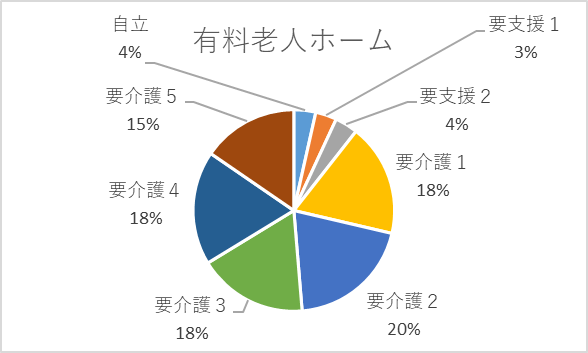 有料老人ホーム
自立
4%
要支援１
3%
要支援２
4%
要介護１
18%
要介護２
20%
要介護３
18%
要介護４
18%
要介護５
15%